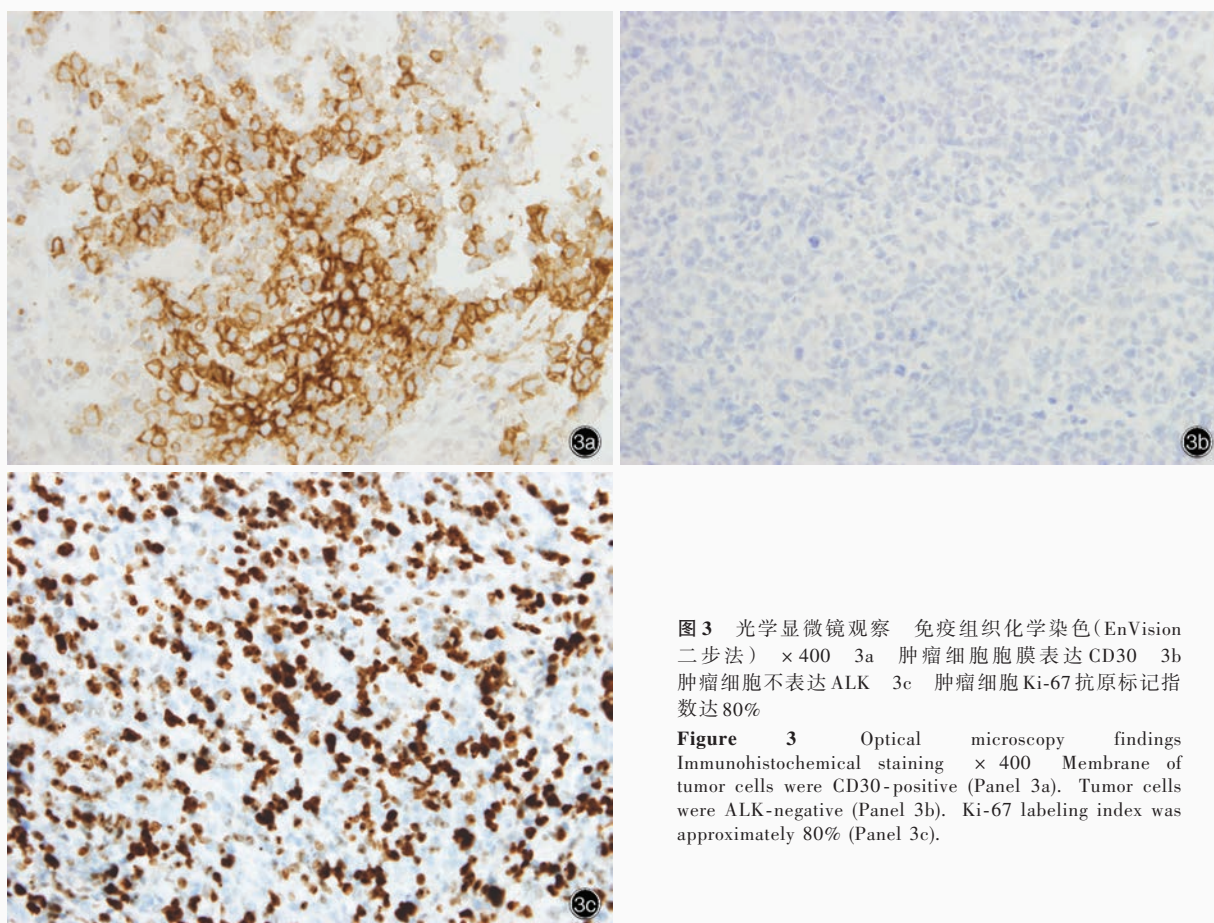 3a
3b
3c
图3 光学显微镜观察 免疫组织化学染色(EnVision
二步法) ×400 3a 肿瘤细胞胞膜表达CD30 3b
肿瘤细胞不表达ALK 3c 肿瘤细胞Ki-67抗原标记指
数达80%
Figure 3 Optical microscopy findings
Immunohistochemical staining × 400 Membrane of
tumor cells were CD30-positive (Panel 3a). Tumor cells
were ALK-negative (Panel 3b). Ki-67 labeling index was
approximately 80% (Panel 3c).